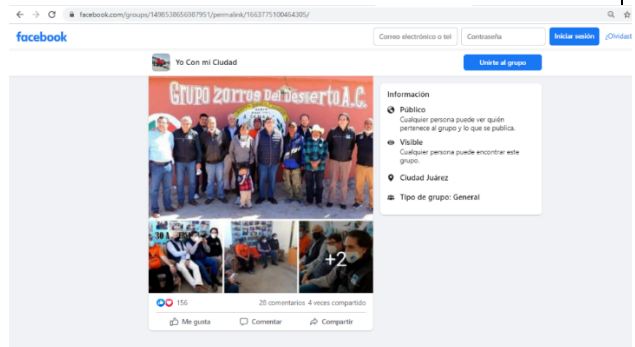 facebook.com/groups/1498538656987951/permalink/1663775100464305/
facebook
Correo electrónico o tel
Contraseña
Iniciar sesión
¿Olvidast
Yo Con mi Ciudad
Unirte al grupo
GRUPO ZORROS DEL DESIERTO A.C.
Información
Público
Cualquier persona puede ver quién
pertenece al grupo y lo que se publica.
Visible
Cualquier persona puede encontrar este
grupo.
Ciudad Juárez
Tipo de grupo: General
+2
156
28 comentarios 4 veces compartido
Me gusta
Comentar
Compartir